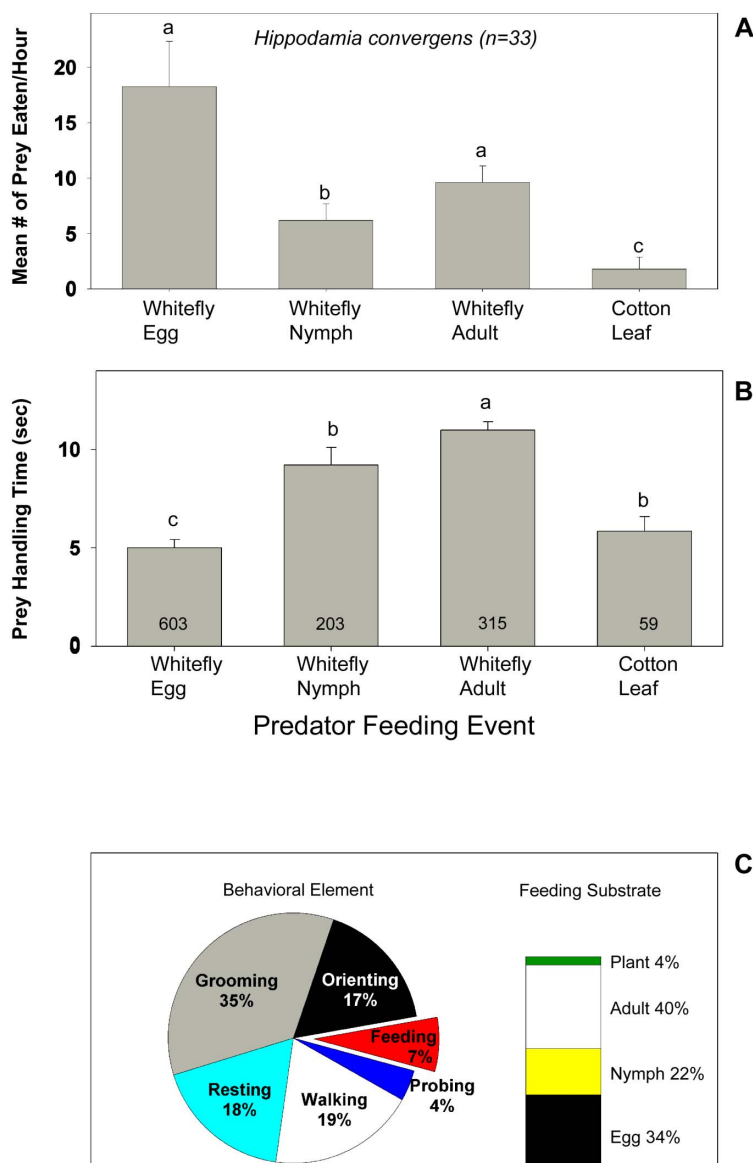 A
Hippodamia convergens (n=33)
Mean # of Prey Eaten/Hour
20
15
10
5
0
a
b
a
c
Whitefly Egg
Whitefly Nymph
Whitefly Adult
Cotton Leaf
B
Prey Handling Time (sec)
10
5
0
c
b
a
b
603
203
315
59
Whitefly Egg
Whitefly Nymph
Whitefly Adult
Cotton Leaf
Predator Feeding Event
C
Behavioral Element
Feeding Substrate
Grooming
35%
Orienting
17%
Feeding
7%
Probing
4%
Walking
19%
Resting
18%
Plant 4%
Adult 40%
Nymph 22%
Egg 34%